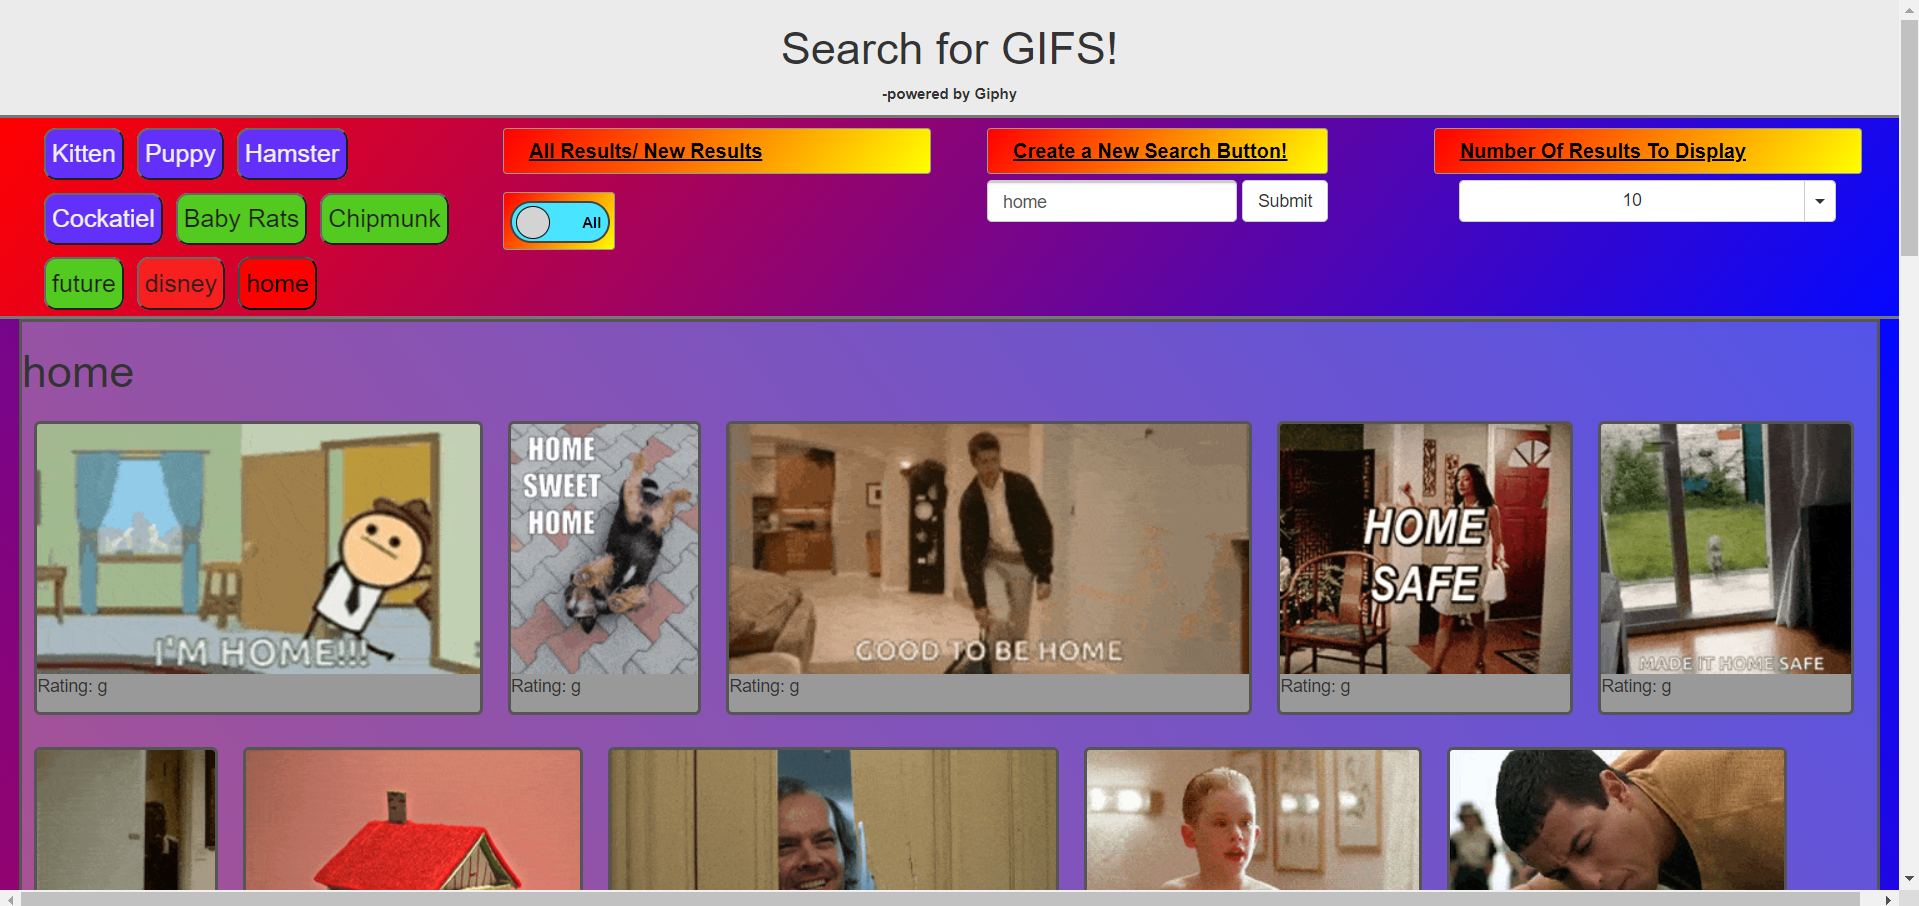 Search for GIFS!
-powered by Giphy
Kitten
Puppy
Hamster
Cockatiel
Baby Rats
Chipmunk
future
disney
home
All Results/ New Results
All
Create a New Search Button!
home
Submit
Number Of Results To Display
10
home
I'M HOME!!!
Rating: g
HOME
SWEET
HOME
Rating: g
GOOD TO BE HOME
Rating: g
HOME
SAFE
Rating: g
MADE IT HOME SAFE
Rating: g